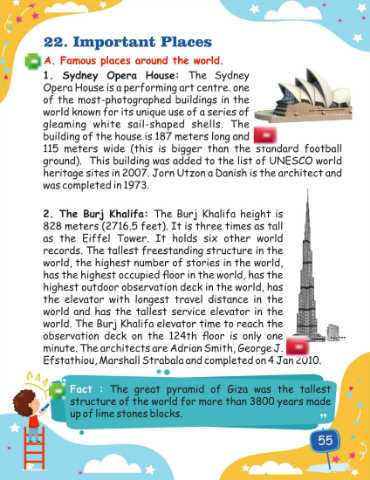 22. Important Places
A. Famous places around the world.
1. Sydney Opera House: The Sydney
Opera House is a performing art centre. one
of the most-photographed buildings in the
world known for its unique use of a series of
gleaming white sail-shaped shells. The
building of the house is 187 meters long and
115 meters wide (this is bigger than the standard football
ground). This building was added to the list of UNESCO world
heritage sites in 2007. Jorn Utzon a Danish is the architect and
was completed in 1973.
2. The Burj Khalifa: The Burj Khalifa height is
828 meters (2716.5 feet). It is three times as tall
as the Eiffel Tower. It holds six other world
records. The tallest freestanding structure in the
world, the highest number of stories in the world,
has the highest occupied floor in the world, has the
highest outdoor observation deck in the world, has
the elevator with longest travel distance in the
world and has the tallest service elevator in the
world. The Burj Khalifa elevator time to reach the
observation deck on the 124th floor is only one
minute. The architects are Adrian Smith, George J.
Efstathiou, Marshall Strabala and completed on 4 Jan 2010.
Fact : The great pyramid of Giza was the tallest
structure of the world for more than 3800 years made
up of lime stones blocks.
”
55